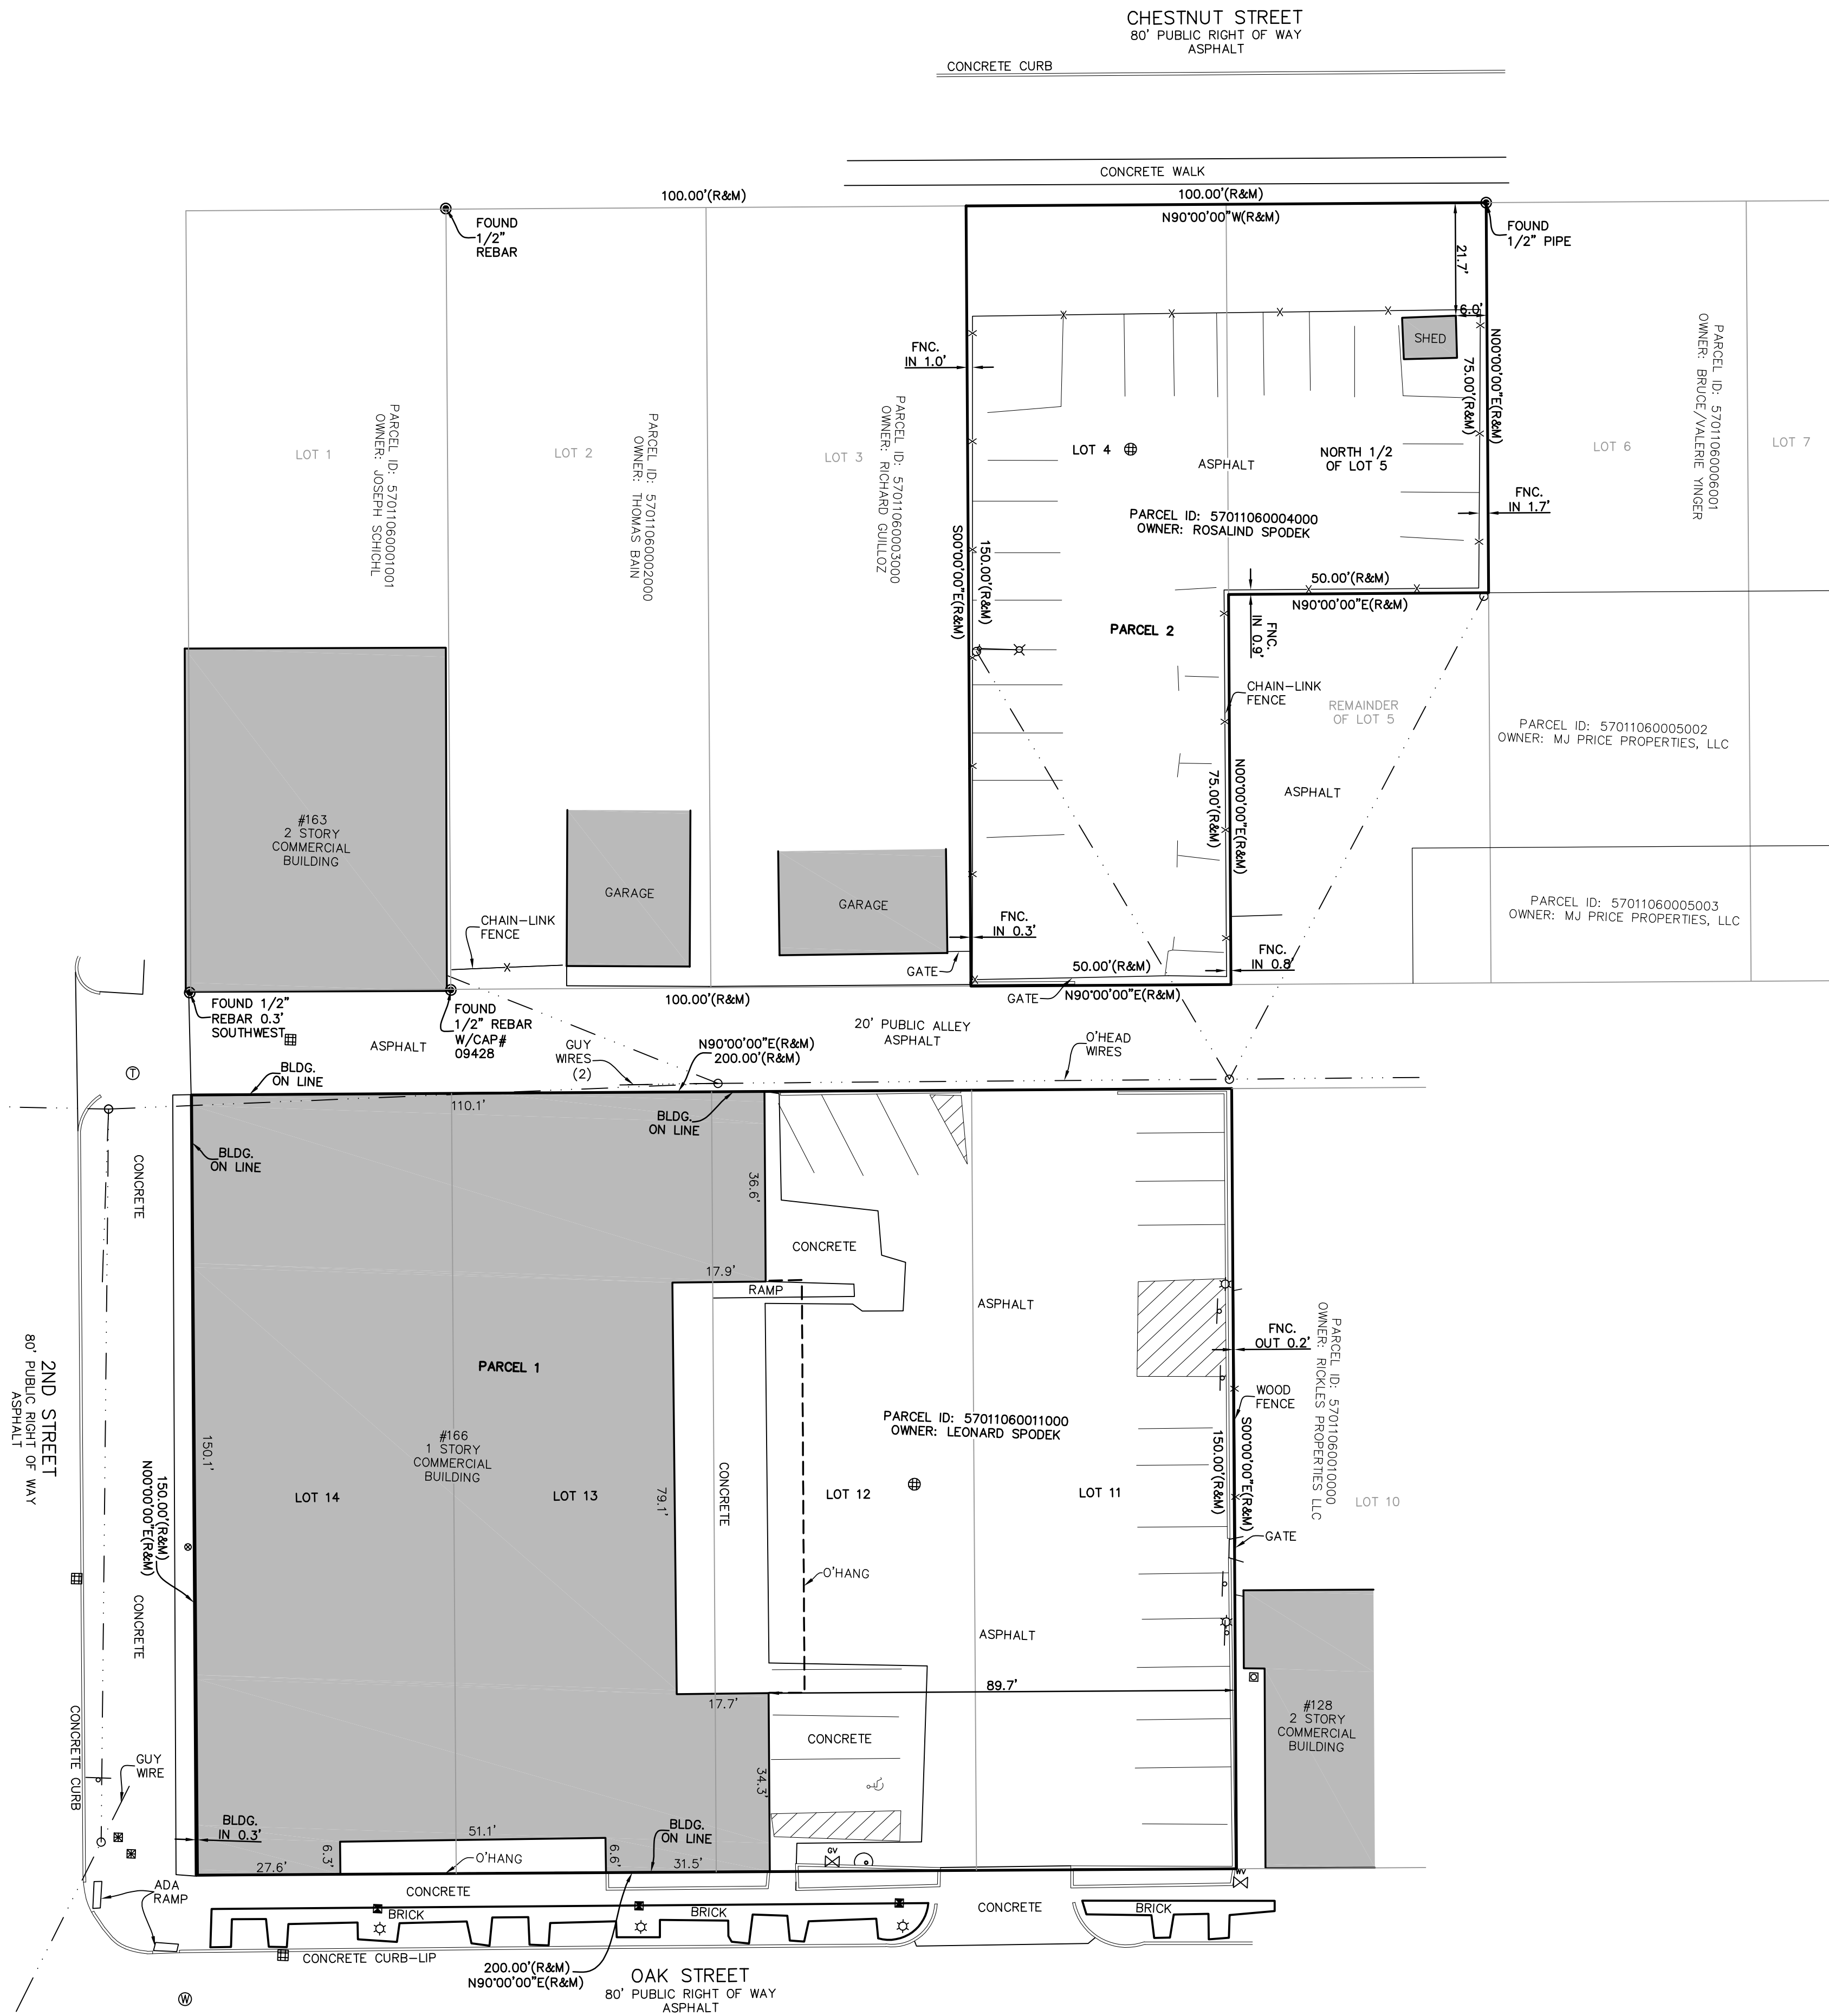 CHESTNUT STREET
80' PUBLIC RIGHT OF WAY
ASPHALT
CONCRETE CURB
CONCRETE WALK
100.00'(R&M)
100.00'(R&M)
N90°00'00"W(R&M)
FOUND
1/2"
REBAR
FOUND
1/2" PIPE
21.7'
6.0'
SHED
FNC.
IN 1.0'
N00°00'00"E(R&M)
75.00'(R&M)
PARCEL ID: 57011060006001
OWNER: BRUCE/VALERIE YINGER
PARCEL ID: 57011060001001
OWNER: JOSEPH SCHICHL
PARCEL ID: 57011060002000
OWNER: THOMAS BAIN
PARCEL ID: 57011060003000
OWNER: RICHARD GUILLOZ
LOT 1
LOT 2
LOT 3
LOT 4
ASPHALT
NORTH 1/2
OF LOT 5
LOT 6
LOT 7
FNC.
IN 1.7'
PARCEL ID: 57011060004000
OWNER: ROSALIND SPODEK
S00°00'00"E(R&M)
150.00'(R&M)
50.00'(R&M)
N90°00'00"E(R&M)
FNC.
IN 0.9'
PARCEL 2
CHAIN-LINK
FENCE
REMAINDER
OF LOT 5
PARCEL ID: 57011060005002
OWNER: MJ PRICE PROPERTIES, LLC
75.00'(R&M)
N00°00'00"E(R&M)
ASPHALT
#163
2 STORY
COMMERCIAL
BUILDING
GARAGE
GARAGE
PARCEL ID: 57011060005003
OWNER: MJ PRICE PROPERTIES, LLC
CHAIN-LINK
FENCE
FNC.
IN 0.3'
FNC.
IN 0.8'
GATE
50.00'(R&M)
GATE
N90°00'00"E(R&M)
100.00'(R&M)
FOUND 1/2"
REBAR 0.3'
SOUTHWEST
FOUND
1/2" REBAR
W/CAP#
09428
ASPHALT
20' PUBLIC ALLEY
ASPHALT
GUY
WIRES
(2)
N90°00'00"E(R&M)
200.00'(R&M)
O'HEAD
WIRES
T
BLDG.
ON LINE
110.1'
BLDG.
ON LINE
BLDG.
ON LINE
CONCRETE
36.6'
CONCRETE
17.9'
RAMP
ASPHALT
FNC.
OUT 0.2'
PARCEL ID: 57011060010000
OWNER: RICKLES PROPERTIES LLC
2ND STREET
80' PUBLIC RIGHT OF WAY
ASPHALT
PARCEL 1
WOOD
FENCE
PARCEL ID: 57011060011000
OWNER: LEONARD SPODEK
#166
1 STORY
COMMERCIAL
BUILDING
150.1'
150.00'(R&M)
N00°00'00"E(R&M)
S00°00'00"E(R&M)
150.00'(R&M)
LOT 14
LOT 13
79.1'
CONCRETE
LOT 12
LOT 11
LOT 10
GATE
O'HANG
CONCRETE
ASPHALT
89.7'
17.7'
CONCRETE CURB
CONCRETE
#128
2 STORY
COMMERCIAL
BUILDING
GUY
WIRE
34.3'
BLDG.
IN 0.3'
51.1'
BLDG.
ON LINE
6.3'
6.6'
27.6'
O'HANG
31.5'
GV
WV
ADA
RAMP
CONCRETE
BRICK
BRICK
CONCRETE
BRICK
CONCRETE CURB-LIP
200.00'(R&M)
N90°00'00"E(R&M)
OAK STREET
80' PUBLIC RIGHT OF WAY
ASPHALT
W